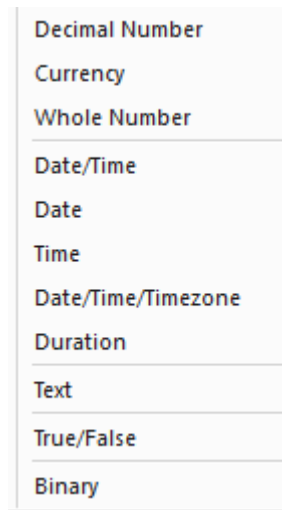 Decimal Number
Currency
Whole Number
Date/Time
Date
Time
Date/Time/Timezone
Duration
Text
True/False
Binary